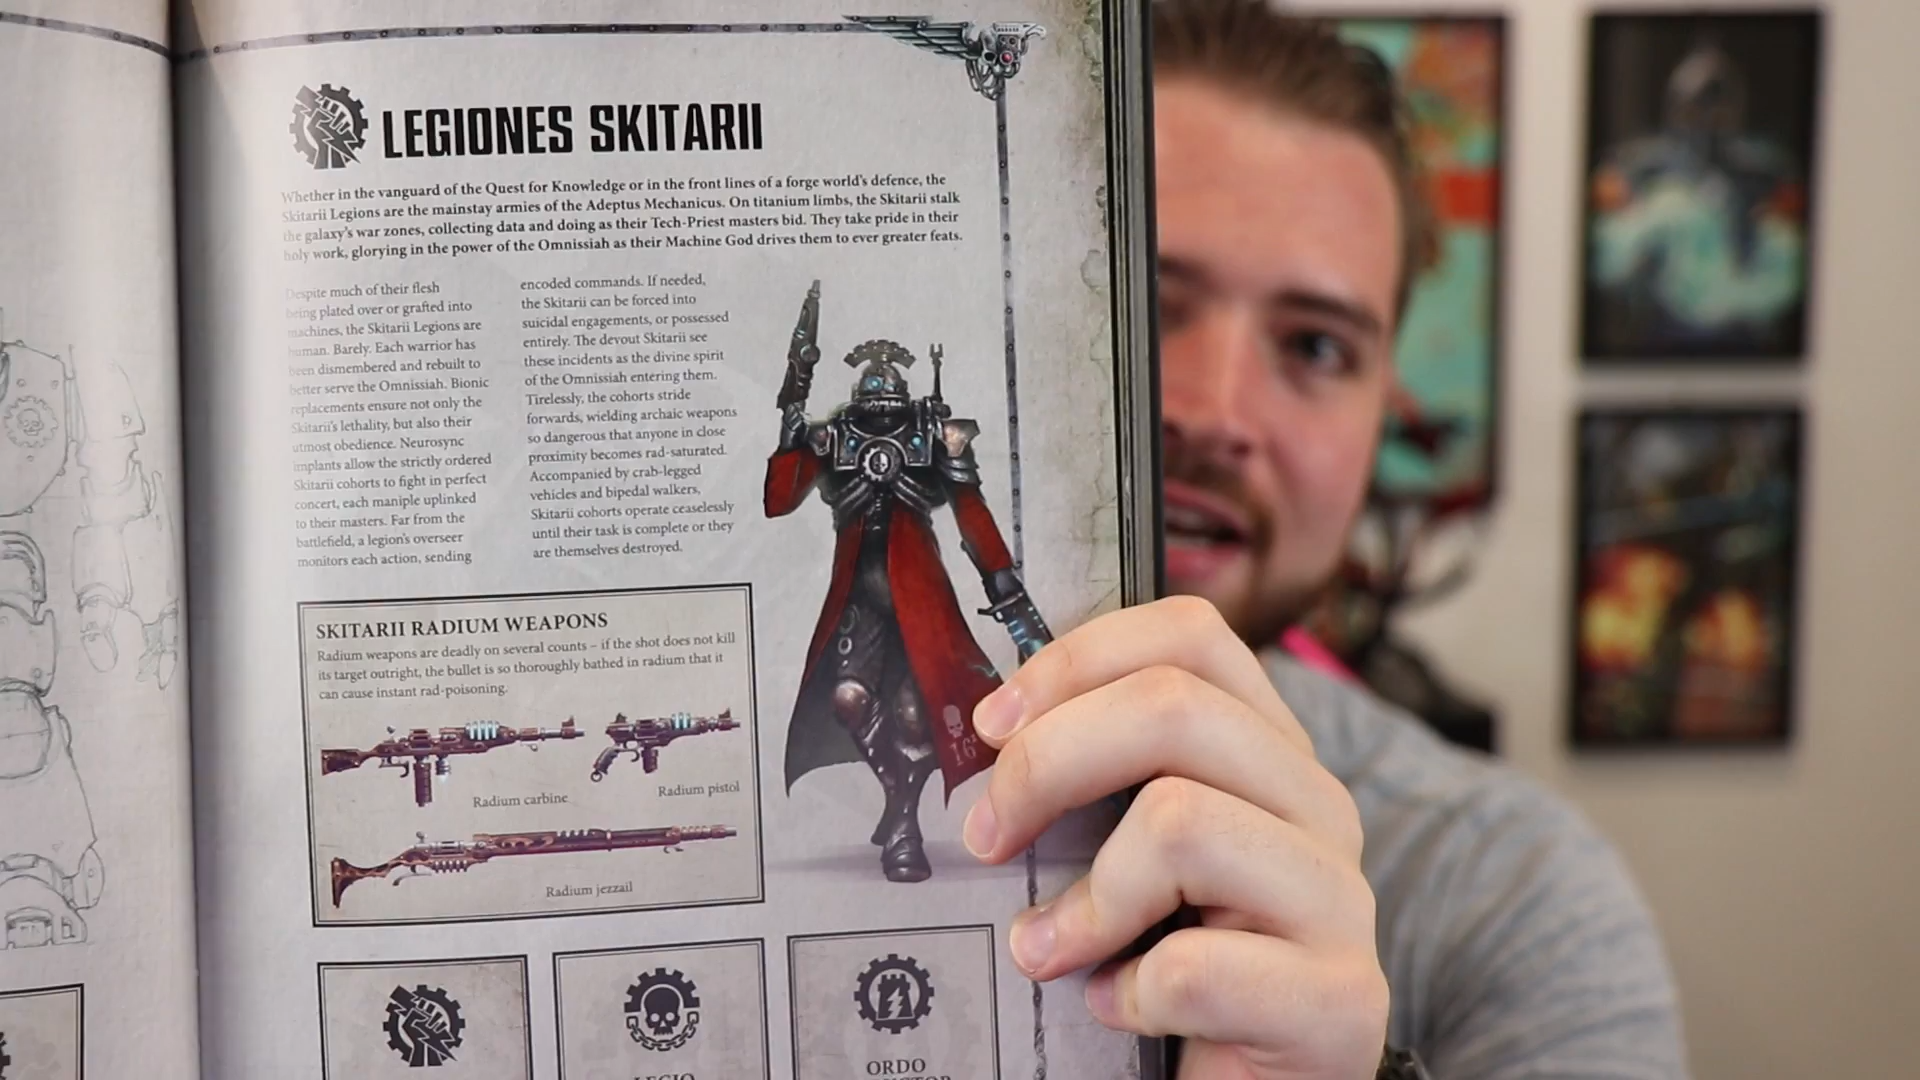 LEGIONES SKITARII
Whether in the vanguard of the Quest for Knowledge or in the front lines of a forge world's defence, the
Skitarii Legions are the mainstay armies of the Adeptus Mechanicus. On titanium limbs, the Skitarii stalk
the galaxy's war zones, collecting data and doing as their Tech-Priest masters bid. They take pride in their
holy work, glorying in the power of the Omnissiah as their Machine God drives them to ever greater feats.
Despite much of their flesh
being plated over or grafted into
machines, the Skitarii Legions are
human. Barely. Each warrior has
been dismembered and rebuilt to
better serve the Omnissiah. Bionic
replacements ensure not only the
Skitarii's lethality, but also their
utmost obedience. Neurosync
implants allow the strictly ordered
Skitarii cohorts to fight in perfect
concert, each maniple uplinked
to their masters. Far from the
battlefield, a legion's overseer
monitors each action, sending
encoded commands. If needed,
the Skitarii can be forced into
suicidal engagements, or possessed
entirely. The devout Skitarii see
these incidents as the divine spirit
of the Omnissiah entering them.
Tirelessly, the cohorts stride
forwards, wielding archaic weapons
so dangerous that anyone in close
proximity becomes rad-saturated.
Accompanied by crab-legged
vehicles and bipedal walkers,
Skitarii cohorts operate ceaselessly
until their task is complete or they
are themselves destroyed.
16
SKITARII RADIUM WEAPONS
Radium weapons are deadly on several counts – if the shot does not kill
its target outright, the bullet is so thoroughly bathed in radium that it
can cause instant rad-poisoning.
Radium carbine
Radium pistol
Radium jezzail
LEGIO
ORDO